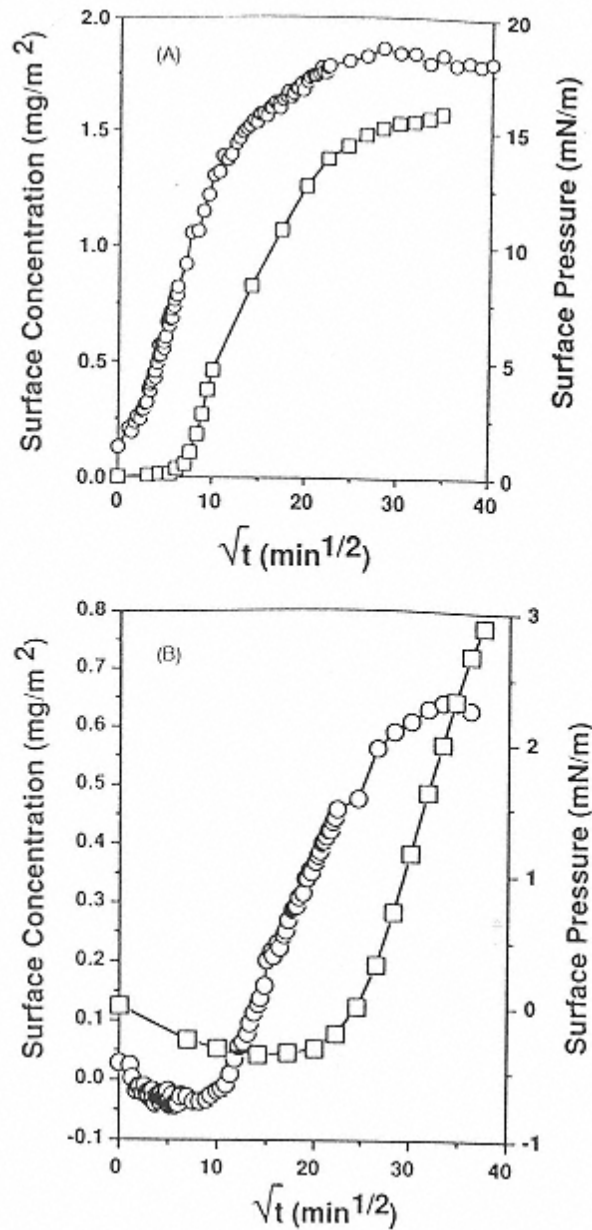 (A)
Surface Concentration (mg/m²)
2.0
1.5
1.0
0.5
0.0
Surface Pressure (mN/m)
20
15
10
5
0
0 10 20 30 40
√t (min1/2)
(B)
Surface Concentration (mg/m²)
0.8
0.7
0.6
0.5
0.4
0.3
0.2
0.1
0.0
-0.1
Surface Pressure (mN/m)
3
2
1
0
-1
0 10 20 30 40
√t (min1/2)